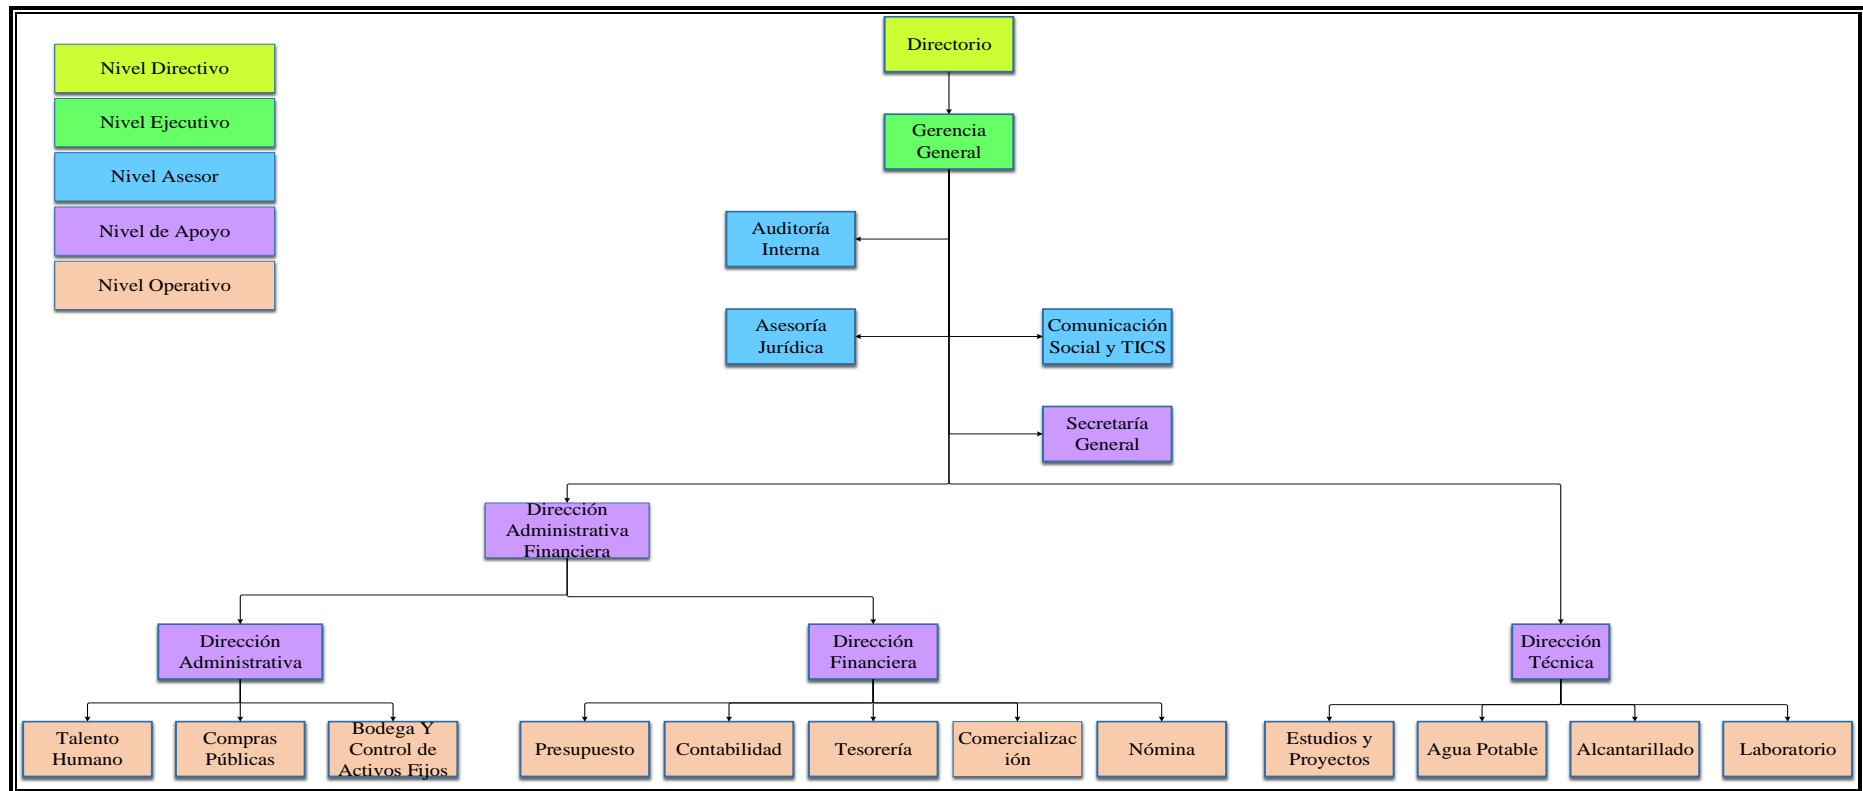 Nivel Directivo
Nivel Ejecutivo
Nivel Asesor
Nivel de Apoyo
Nivel Operativo
Directorio
Gerencia
General
Auditoría
Interna
Asesoría
Jurídica
Comunicación
Social y TICS
Secretaría
General
Dirección
Administrativa
Financiera
Dirección
Administrativa
Dirección
Financiera
Dirección
Técnica
Talento
Humano
Compras
Públicas
Bodega Y
Control de
Activos Fijos
Presupuesto
Contabilidad
Tesorería
Comercializac
ión
Nómina
Estudios y
Proyectos
Agua Potable
Alcantarillado
Laboratorio